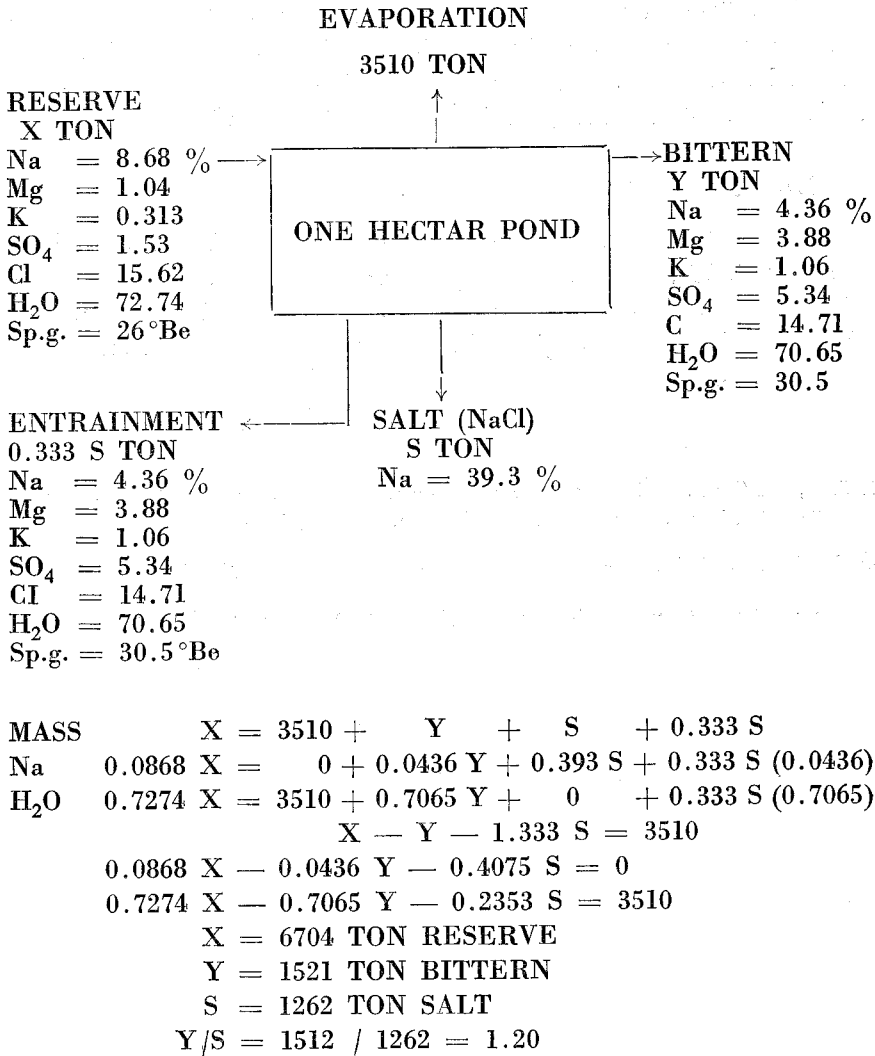 EVAPORATION
3510 TON
RESERVE
X TON
Na = 8.68 %
Mg = 1.04
K = 0.313
SO₄ = 1.53
Cl = 15.62
H₂O = 72.74
Sp.g. = 26°Be
ONE HECTAR POND
BITTERN
Y TON
Na = 4.36 %
Mg = 3.88
K = 1.06
SO₄ = 5.34
C = 14.71
H₂O = 70.65
Sp.g. = 30.5
ENTRAINMENT
0.333 S TON
Na = 4.36 %
Mg = 3.88
K = 1.06
SO₄ = 5.34
CI = 14.71
H₂O = 70.65
Sp.g. = 30.5°Be
SALT (NaCl)
S TON
Na = 39.3 %
MASS X = 3510 + Y + S + 0.333 S
Na 0.0868 X = 0 + 0.0436 Y + 0.393 S + 0.333 S (0.0436)
H₂O 0.7274 X = 3510 + 0.7065 Y + 0 + 0.333 S (0.7065)
X — Y — 1.333 S = 3510
0.0868 X — 0.0436 Y — 0.4075 S = 0
0.7274 X — 0.7065 Y — 0.2353 S = 3510
X = 6704 TON RESERVE
Y = 1521 TON BITTERN
S = 1262 TON SALT
Y/S = 1512 / 1262 = 1.20